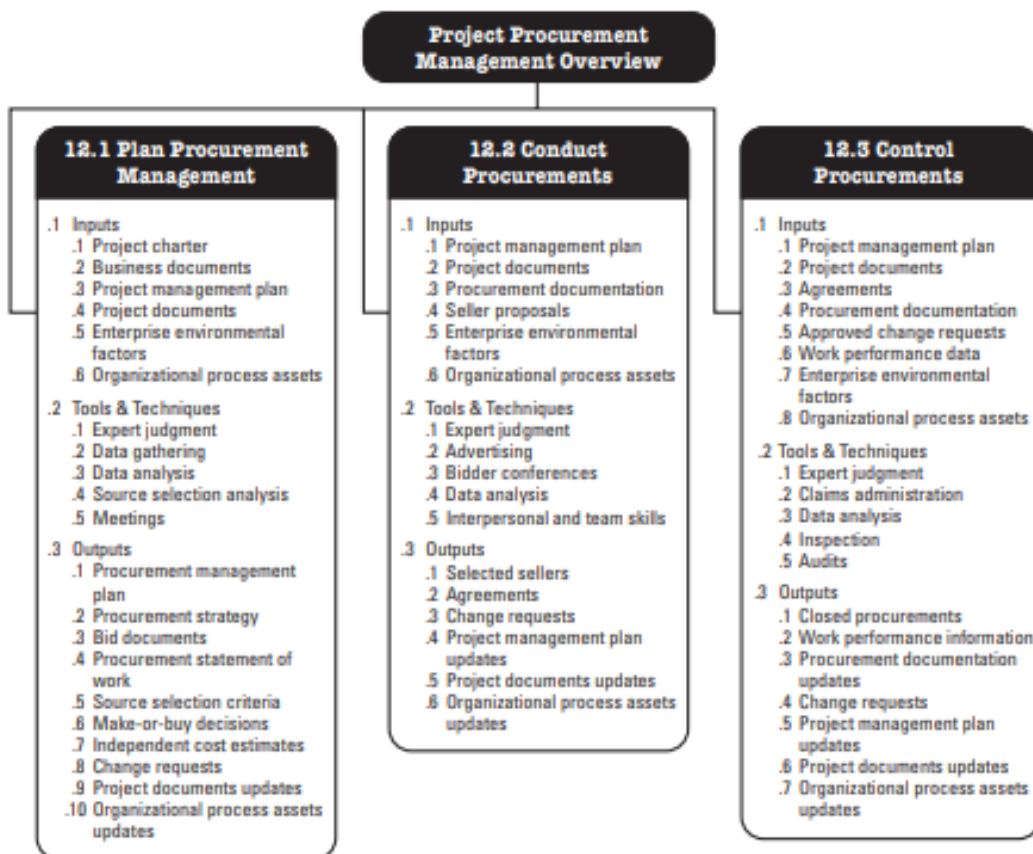 Project Procurement
Management Overview
12.1 Plan Procurement
Management
.1 Inputs
.1 Project charter
.2 Business documents
.3 Project management plan
.4 Project documents
.5 Enterprise environmental
factors
.6 Organizational process assets
.2 Tools & Techniques
.1 Expert judgment
.2 Data gathering
.3 Data analysis
.4 Source selection analysis
.5 Meetings
.3 Outputs
.1 Procurement management
plan
.2 Procurement strategy
.3 Bid documents
.4 Procurement statement of
work
.5 Source selection criteria
.6 Make-or-buy decisions
.7 Independent cost estimates
.8 Change requests
.9 Project documents updates
.10 Organizational process assets
updates
12.2 Conduct
Procurements
.1 Inputs
.1 Project management plan
.2 Project documents
.3 Procurement documentation
.4 Seller proposals
.5 Enterprise environmental
factors
.6 Organizational process assets
.2 Tools & Techniques
.1 Expert judgment
.2 Advertising
.3 Bidder conferences
.4 Data analysis
.5 Interpersonal and team skills
.3 Outputs
.1 Selected sellers
.2 Agreements
.3 Change requests
.4 Project management plan
updates
.5 Project documents updates
.6 Organizational process assets
updates
12.3 Control
Procurements
.1 Inputs
.1 Project management plan
.2 Project documents
.3 Agreements
.4 Procurement documentation
.5 Approved change requests
.6 Work performance data
.7 Enterprise environmental
factors
.8 Organizational process assets
.2 Tools & Techniques
.1 Expert judgment
.2 Claims administration
.3 Data analysis
.4 Inspection
.5 Audits
.3 Outputs
.1 Closed procurements
.2 Work performance information
.3 Procurement documentation
updates
.4 Change requests
.5 Project management plan
updates
.6 Project documents updates
.7 Organizational process assets
updates